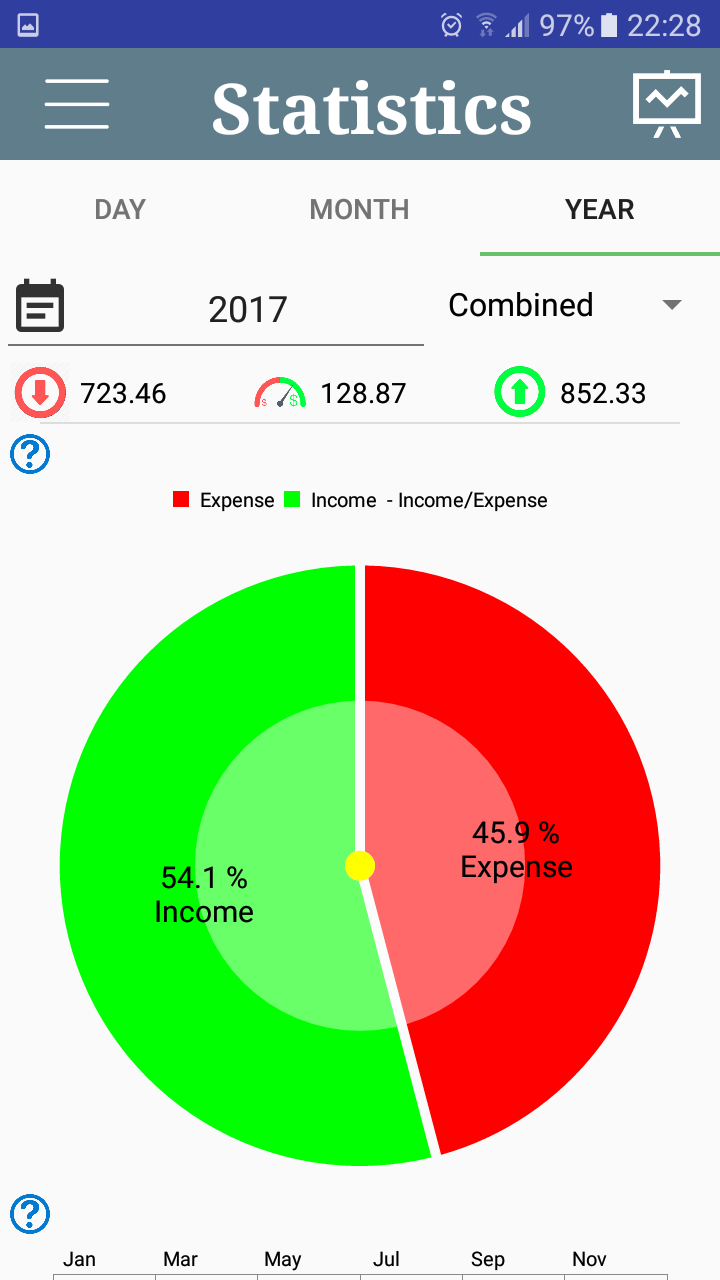 97% 22:28
Statistics
DAY MONTH YEAR
2017 Combined
723.46 128.87 852.33
Expense Income - Income/Expense
45.9 %
Expense
54.1 %
Income
Jan Mar May Jul Sep Nov